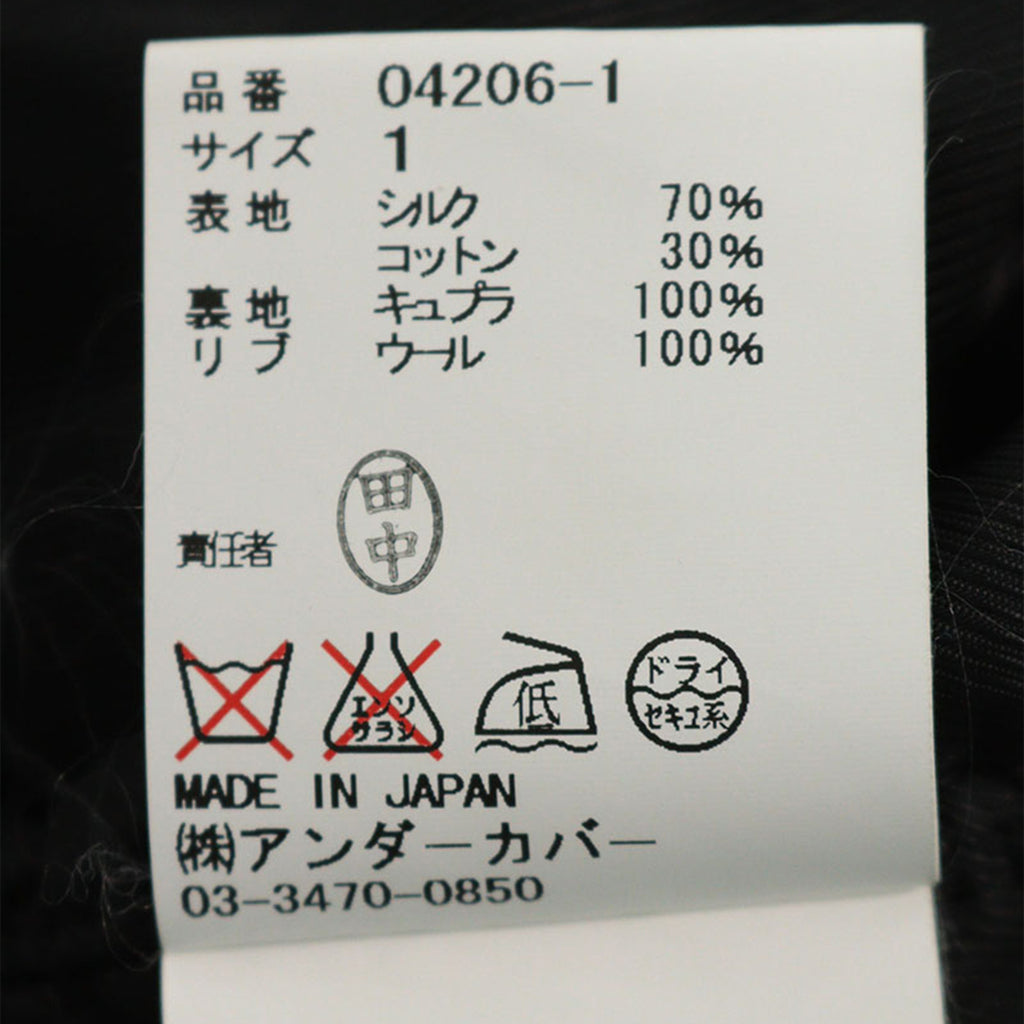 品番 04206-1
サイズ 1
表地 シルク 70%
コットン 30%
裏地 キュプラ 100%
リブ ウール 100%
責任者 田中
エンソサラシ
低
ドライ
セキユ系
MADE IN JAPAN
(株)アンダーカバー
03-3470-0850